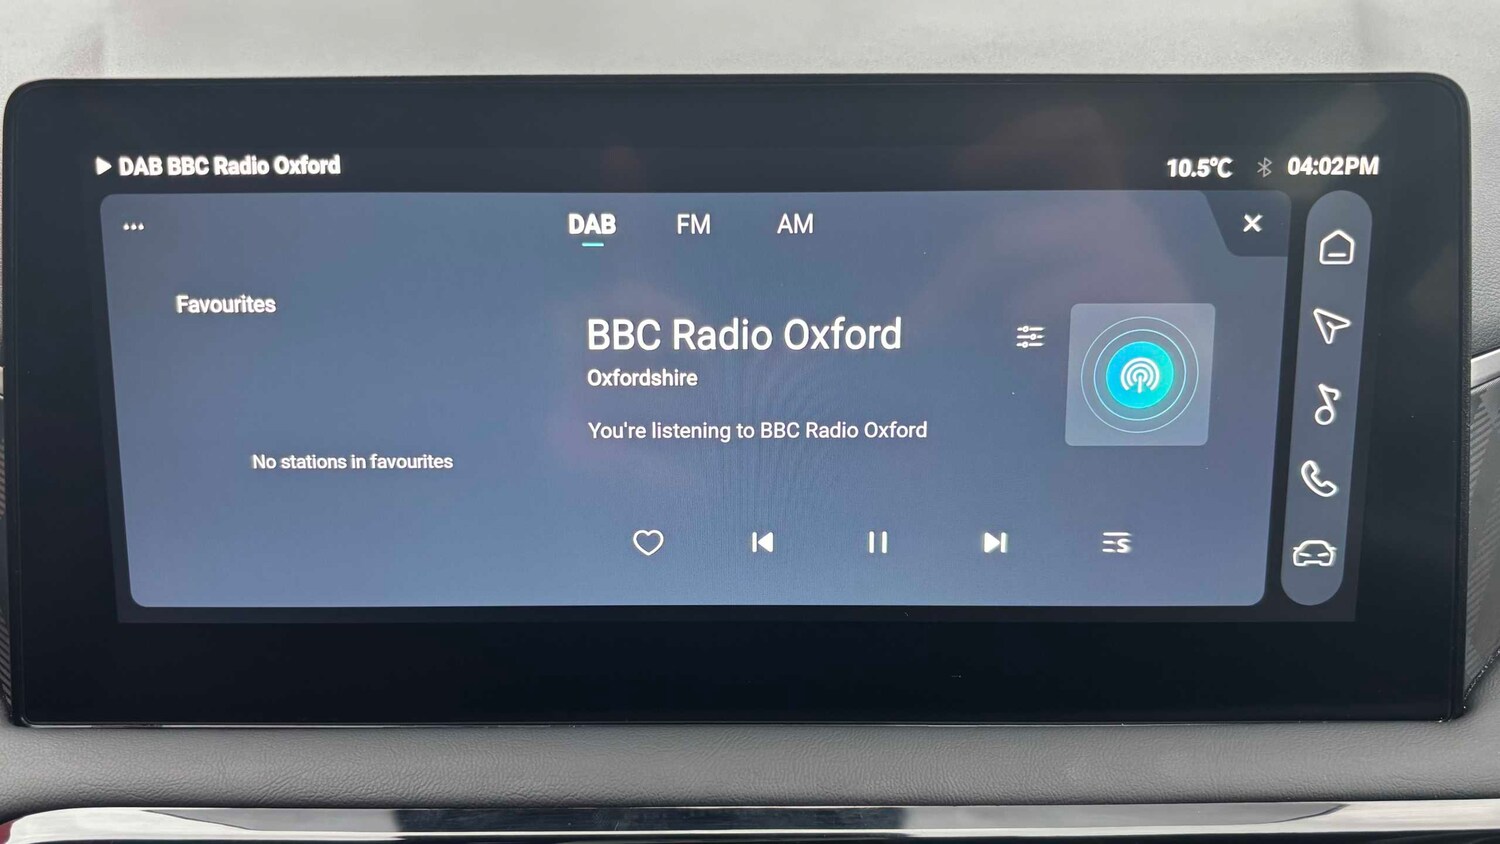 DAB BBC Radio Oxford
10.5℃ 04:02PM
DAB FM AM
Favourites
BBC Radio Oxford
Oxfordshire
You're listening to BBC Radio Oxford
No stations in favourites